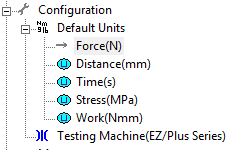 Configuration
Default Units
Force(N)
Distance(mm)
Time(s)
Stress(MPa)
Work(Nmm)
Testing Machine(EZ/Plus Series)